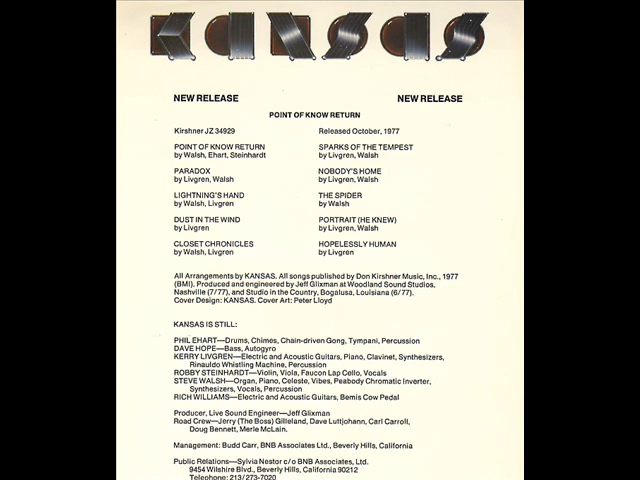 KANSAS
NEW RELEASE NEW RELEASE
POINT OF KNOW RETURN
Kirshner JZ 34929 Released October, 1977
POINT OF KNOW RETURN
by Walsh, Ehart, Steinhardt
SPARKS OF THE TEMPEST
by Livgren, Walsh
PARADOX
by Livgren, Walsh
NOBODY'S HOME
by Livgren, Walsh
LIGHTNING'S HAND
by Walsh, Livgren
THE SPIDER
by Walsh
DUST IN THE WIND
by Livgren
PORTRAIT (HE KNEW)
by Livgren, Walsh
CLOSET CHRONICLES
by Walsh, Livgren
HOPELESSLY HUMAN
by Livgren
All Arrangements by KANSAS. All songs published by Don Kirshner Music, Inc., 1977
(BMI). Produced and engineered by Jeff Glixman at Woodland Sound Studios,
Nashville (7/77), and Studio in the Country, Bogalusa, Louisiana (6/77).
Cover Design: KANSAS. Cover Art: Peter Lloyd
KANSAS IS STILL:
PHIL EHART—Drums, Chimes, Chain-driven Gong, Tympani, Percussion
DAVE HOPE—Bass, Autogyro
KERRY LIVGREN—Electric and Acoustic Guitars, Piano, Clavinet, Synthesizers,
Rinauldo Whistling Machine, Percussion
ROBBY STEINHARDT—Violin, Viola, Faucon Lap Cello, Vocals
STEVE WALSH—Organ, Piano, Celeste, Vibes, Peabody Chromatic Inverter,
Synthesizers, Vocals, Percussion
RICH WILLIAMS—Electric and Acoustic Guitars, Bemis Cow Pedal
Producer, Live Sound Engineer—Jeff Glixman
Road Crew—Jerry (The Boss) Gilleland, Dave Luttjohann, Carl Carroll,
Doug Bennett, Merle McLain.
Management: Budd Carr, BNB Associates Ltd., Beverly Hills, California
Public Relations—Sylvia Nestor c/o BNB Associates, Ltd.
9454 Wilshire Blvd., Beverly Hills, California 90212
Telephone: 213/273-7020